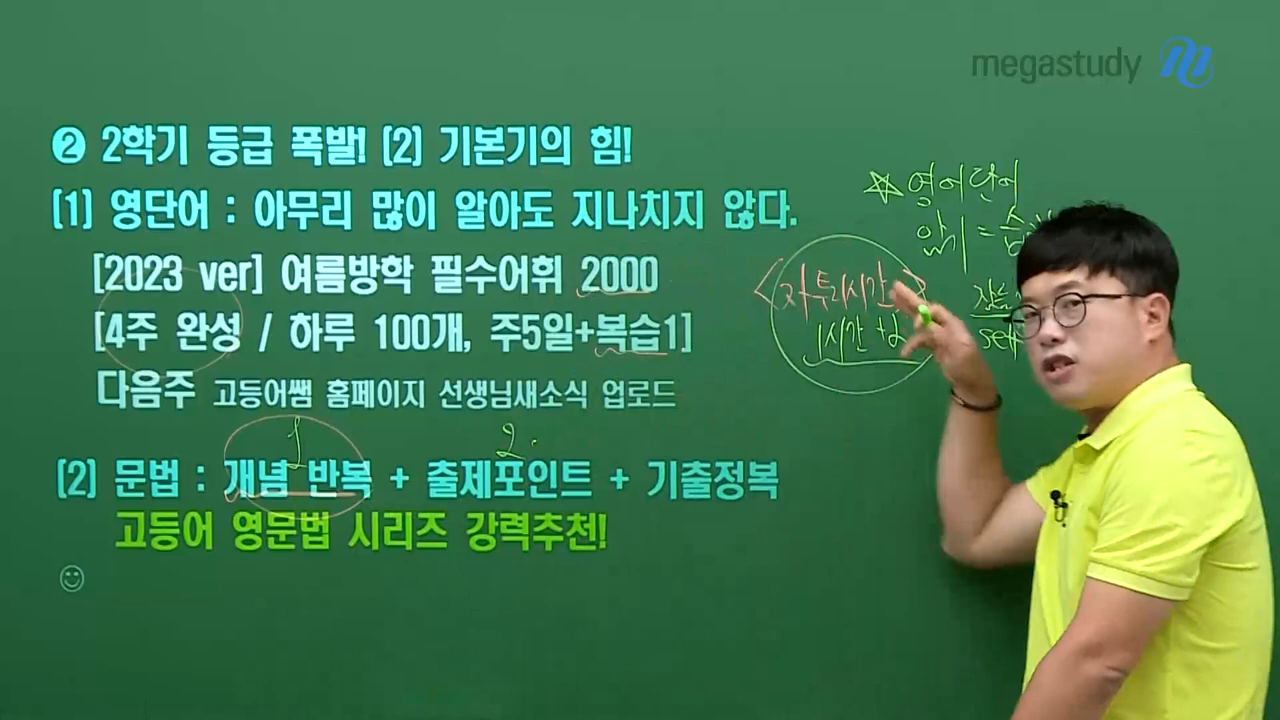 megastudy
❷ 2학기 등급 폭발! (2) 기본기의 힘!
(1) 영단어 : 아무리 많이 알아도 지나치지 않다.
[2023 ver] 여름방학 필수어휘 2000
[4주 완성 / 하루 100개, 주5일+복습1]
다음주 고등어쌤 홈페이지 선생님새소식 업로드
(2) 문법 : 개념 반복 + 출제포인트 + 기출정복
1
2.
고등어 영문법 시리즈 강력추천!
☆ 영어단어
암기 =
<자투리시간>
1시간